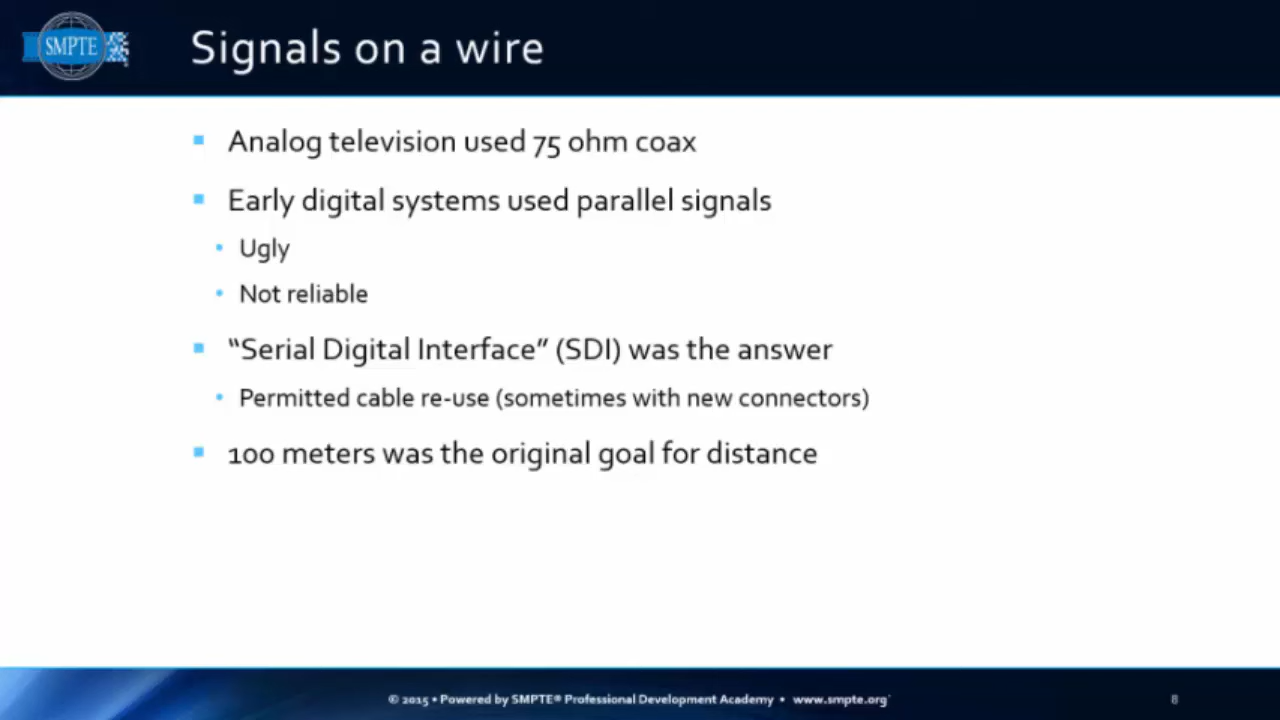 SMPTE
Signals on a wire
Analog television used 75 ohm coax
Early digital systems used parallel signals
Ugly
Not reliable
“Serial Digital Interface” (SDI) was the answer
Permitted cable re-use (sometimes with new connectors)
100 meters was the original goal for distance
© 2015 • Powered by SMPTE® Professional Development Academy • www.smpte.org
8